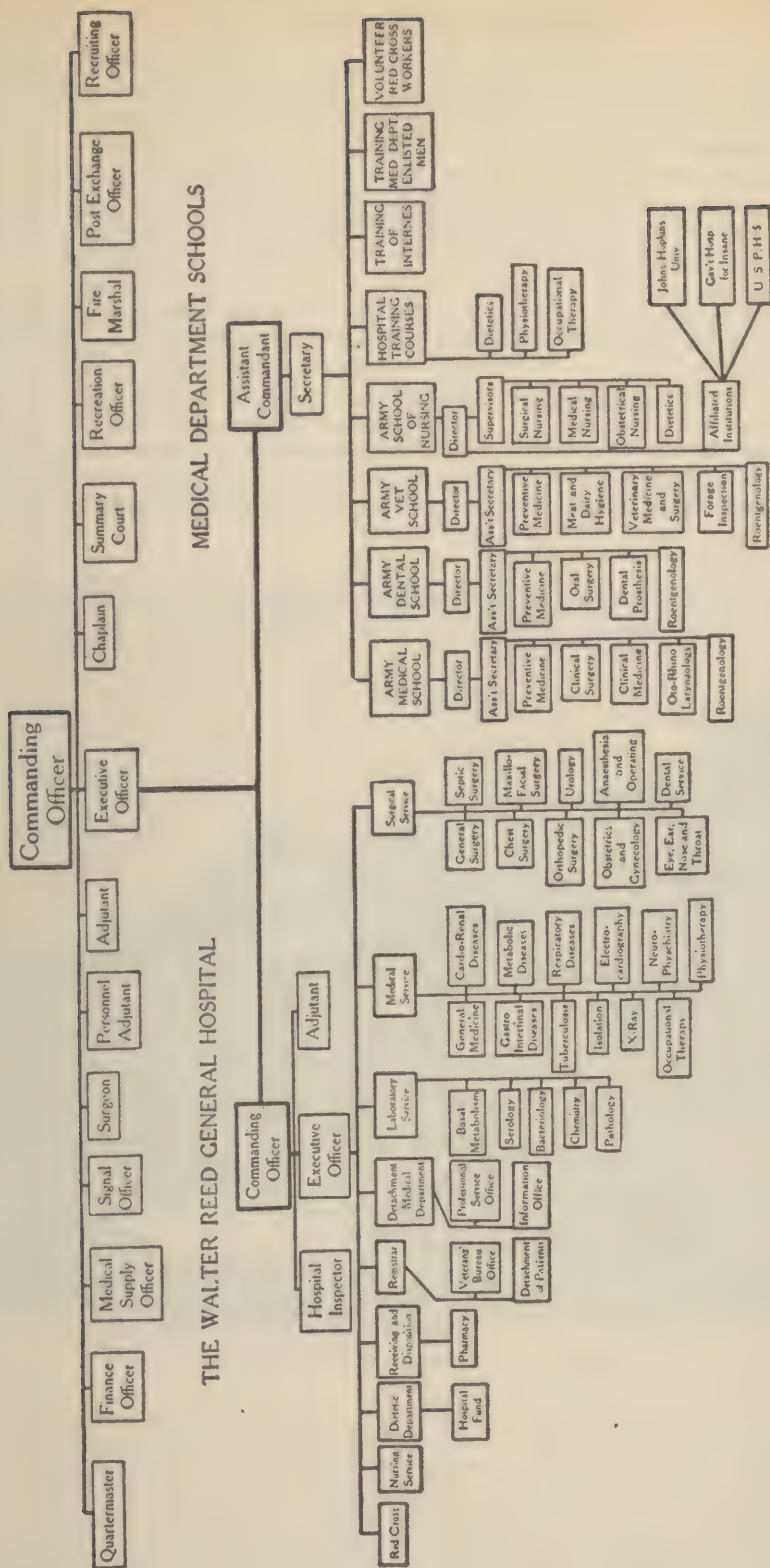 Commanding
Officer
Quartermaster
Finance
Officer
Medical
Supply
Officer
Signal
Officer
Surgeon
Personnel
Adjutant
Adjutant
Executive
Officer
Chaplain
Summary
Court
Recreation
Officer
Fire
Marshal
Post Exchange
Officer
Recruiting
Officer
THE WALTER REED GENERAL HOSPITAL
Commanding
Officer
Hospital
Inspector
Executive
Officer
Adjutant
Red Cross
Nursing
Service
Dietetic
Department
Hospital
Fund
Receiving and
Disposition
Pharmacy
Registrar
Veterans'
Bureau
Office
Detachment
of Patients
Detachment
Medical
Department
Professional
Service
Office
Information
Office
Laboratory
Service
Basal
Metabolism
Serology
Bacteriology
Chemistry
Pathology
Medical
Service
General
Medicine
Cardio-Renal
Diseases
Gastro
Intestinal
Diseases
Metabolic
Diseases
Tuberculosis
Respiratory
Diseases
Isolation
Electro-
cardiography
X-Ray
Neuro-
Phychiatry
Occupational
Therapy
Physiotherapy
Surgical
Service
General
Surgery
Septic
Surgery
Chest
Surgery
Maxillo-
Facial
Surgery
Orthopedic
Surgery
Urology
Obstetrics
and
Gynecology
Anaesthesia
and
Operating
Eye, Ear,
Nose and
Throat
Dental
Service
MEDICAL DEPARTMENT SCHOOLS
Assistant
Commandant
Secretary
ARMY
MEDICAL
SCHOOL
Director
Ass't Secretary
Preventive
Medicine
Clinical
Surgery
Clinical
Medicine
Oto-Rhino
Laryngology
Roentgenology
ARMY
DENTAL
SCHOOL
Director
Ass't Secretary
Preventive
Medicine
Oral
Surgery
Dental
Prosthesia
Roentgenology
ARMY
VET
SCHOOL
Director
Ass't Secretary
Preventive
Medicine
Meat and
Dairy
Hygiene
Veterinary
Medicine
and
Surgery
Forage
Inspection
Roentgenology
ARMY
SCHOOL
OF
NURSING
Director
Supervisors
Surgical
Nursing
Medical
Nursing
Obstetrical
Nursing
Dietetics
Affiliated
Institutions
Johns Hopkins
Univ
Gov't Hosp
for Insane
U S P H S
HOSPITAL
TRAINING
COURSES
Dietetics
Physiotherapy
Occupational
Therapy
TRAINING
OF
INTERNES
TRAINING
MED DEPT
ENLISTED
MEN
VOLUNTEER
RED CROSS
WORKERS